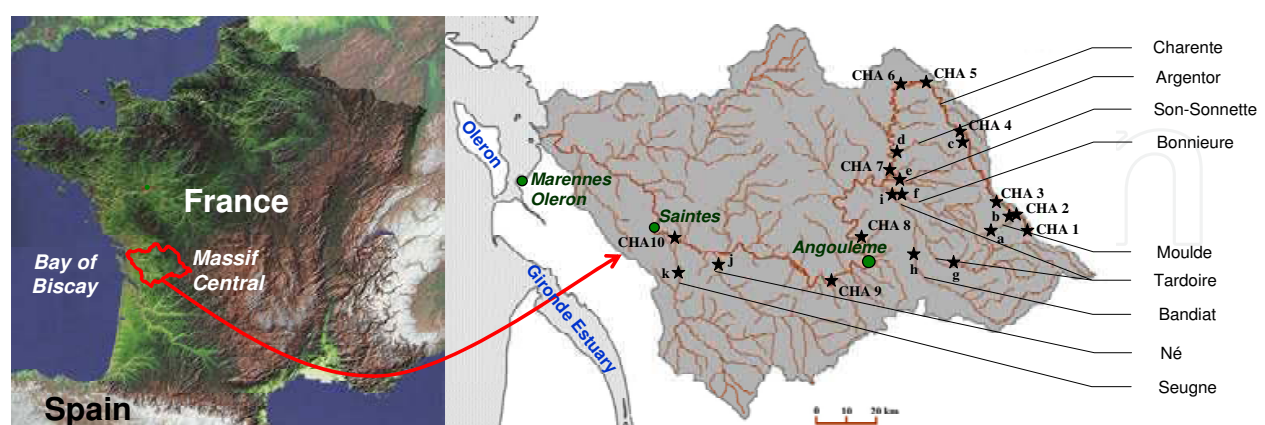 France
Bay of
Biscay
Massif
Central
Spain
Oleron
Marennes
Oleron
Saintes
Angoulême
Gironde Estuary
CHA 6
CHA 5
CHA 4
c
d
CHA 7
e
i
f
CHA 3
b
CHA 2
a
CHA 1
CHA 8
CHA10
k
j
h
g
CHA 9
0 10 20 km
Charente
Argentor
Son-Sonnette
Bonnieure
Moulde
Tardoire
Bandiat
Né
Seugne
n